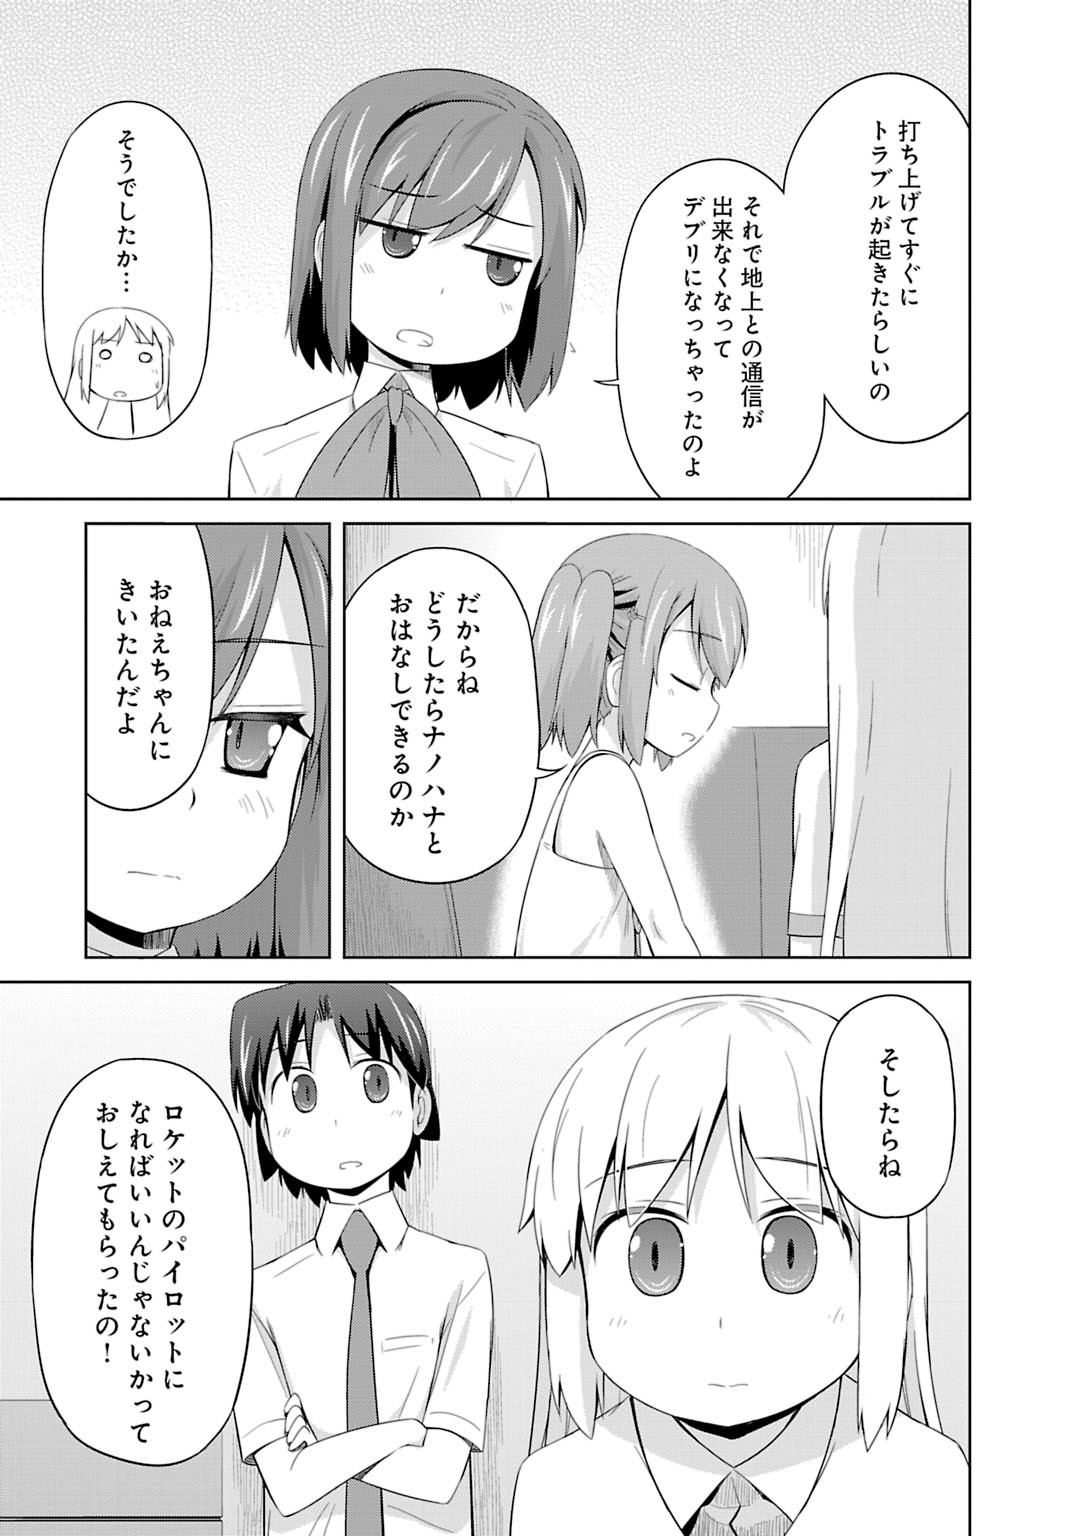 打ち上げてすぐに
トラブルが起きたらしいの
それで地上との通信が
出来なくなって
デブリになっちゃったのよ
そうでしたか…
だからね
どうしたらナノハナと
おはなしできるのか
おねえちゃんに
きいたんだよ
そしたらね
ロケットのパイロットに
なればいいんじゃないかって
おしえてもらったの！